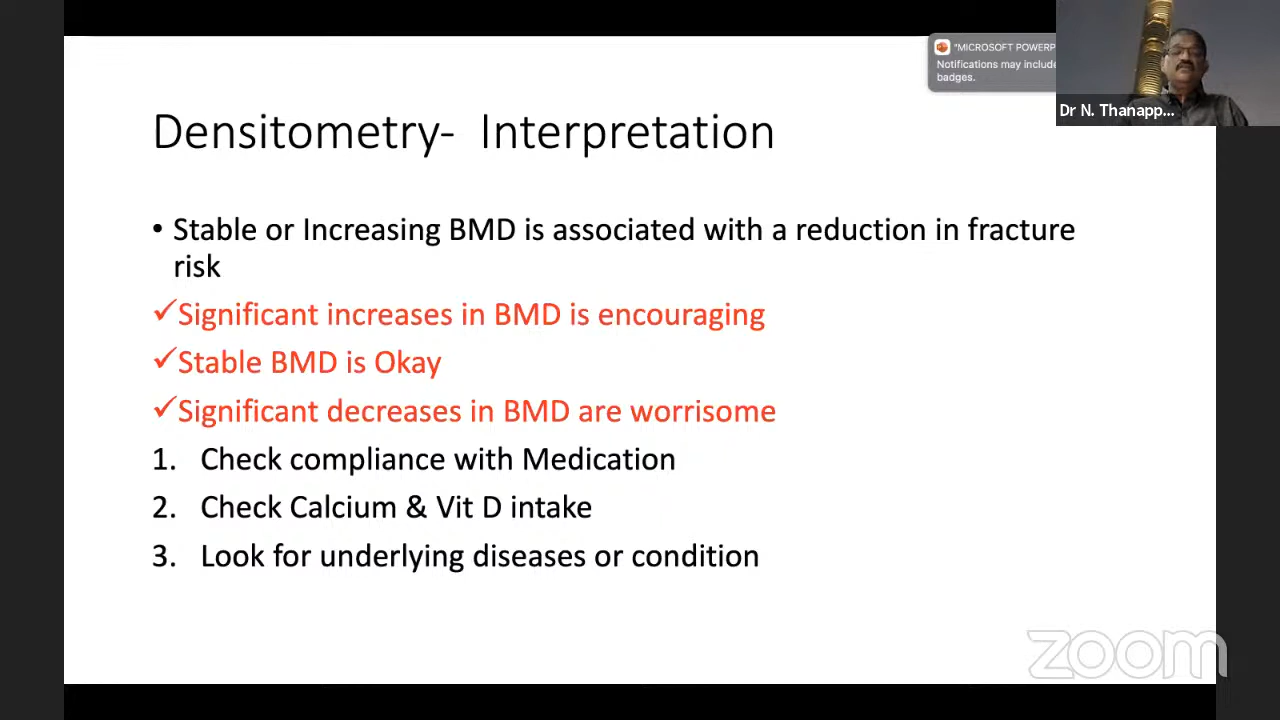 "MICROSOFT POWERP
Notifications may include
badges.
Dr N. Thanapp...
Densitometry- Interpretation
• Stable or Increasing BMD is associated with a reduction in fracture
risk
✓Significant increases in BMD is encouraging
✓Stable BMD is Okay
✓Significant decreases in BMD are worrisome
1. Check compliance with Medication
2. Check Calcium & Vit D intake
3. Look for underlying diseases or condition
zoom